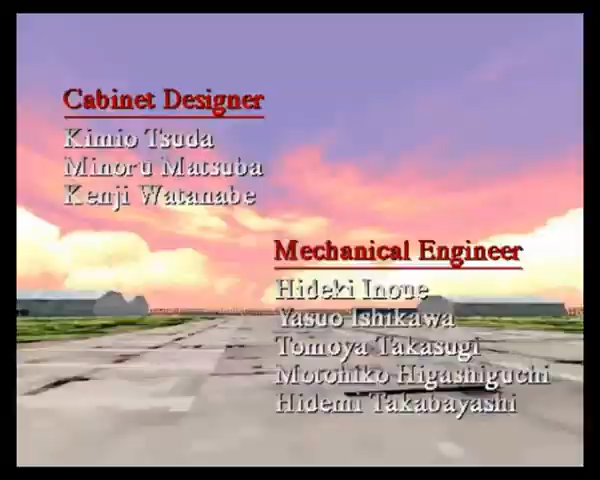 Cabinet Designer
Kimio Tsuda
Minoru Matsuba
Kenji Watanabe
Mechanical Engineer
Hideki Inoue
Yasuo Ishikawa
Tomoya Takasugi
Motohiko Higashiguchi
Hidemi Takabayashi